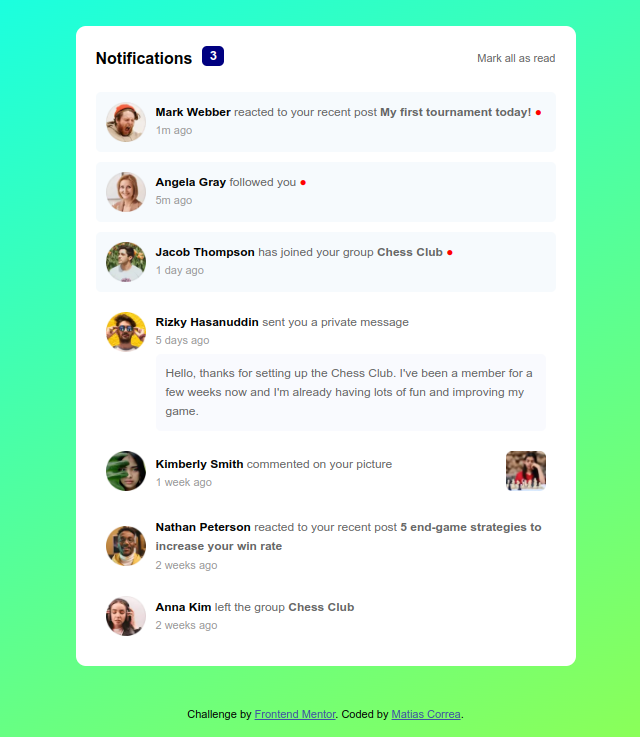 Notifications 3 Mark all as read
Mark Webber reacted to your recent post My first tournament today!
1m ago
Angela Gray followed you
5m ago
Jacob Thompson has joined your group Chess Club
1 day ago
Rizky Hasanuddin sent you a private message
5 days ago
Hello, thanks for setting up the Chess Club. I've been a member for a
few weeks now and I'm already having lots of fun and improving my
game.
Kimberly Smith commented on your picture
1 week ago
Nathan Peterson reacted to your recent post 5 end-game strategies to
increase your win rate
2 weeks ago
Anna Kim left the group Chess Club
2 weeks ago
Challenge by Frontend Mentor. Coded by Matias Correa.